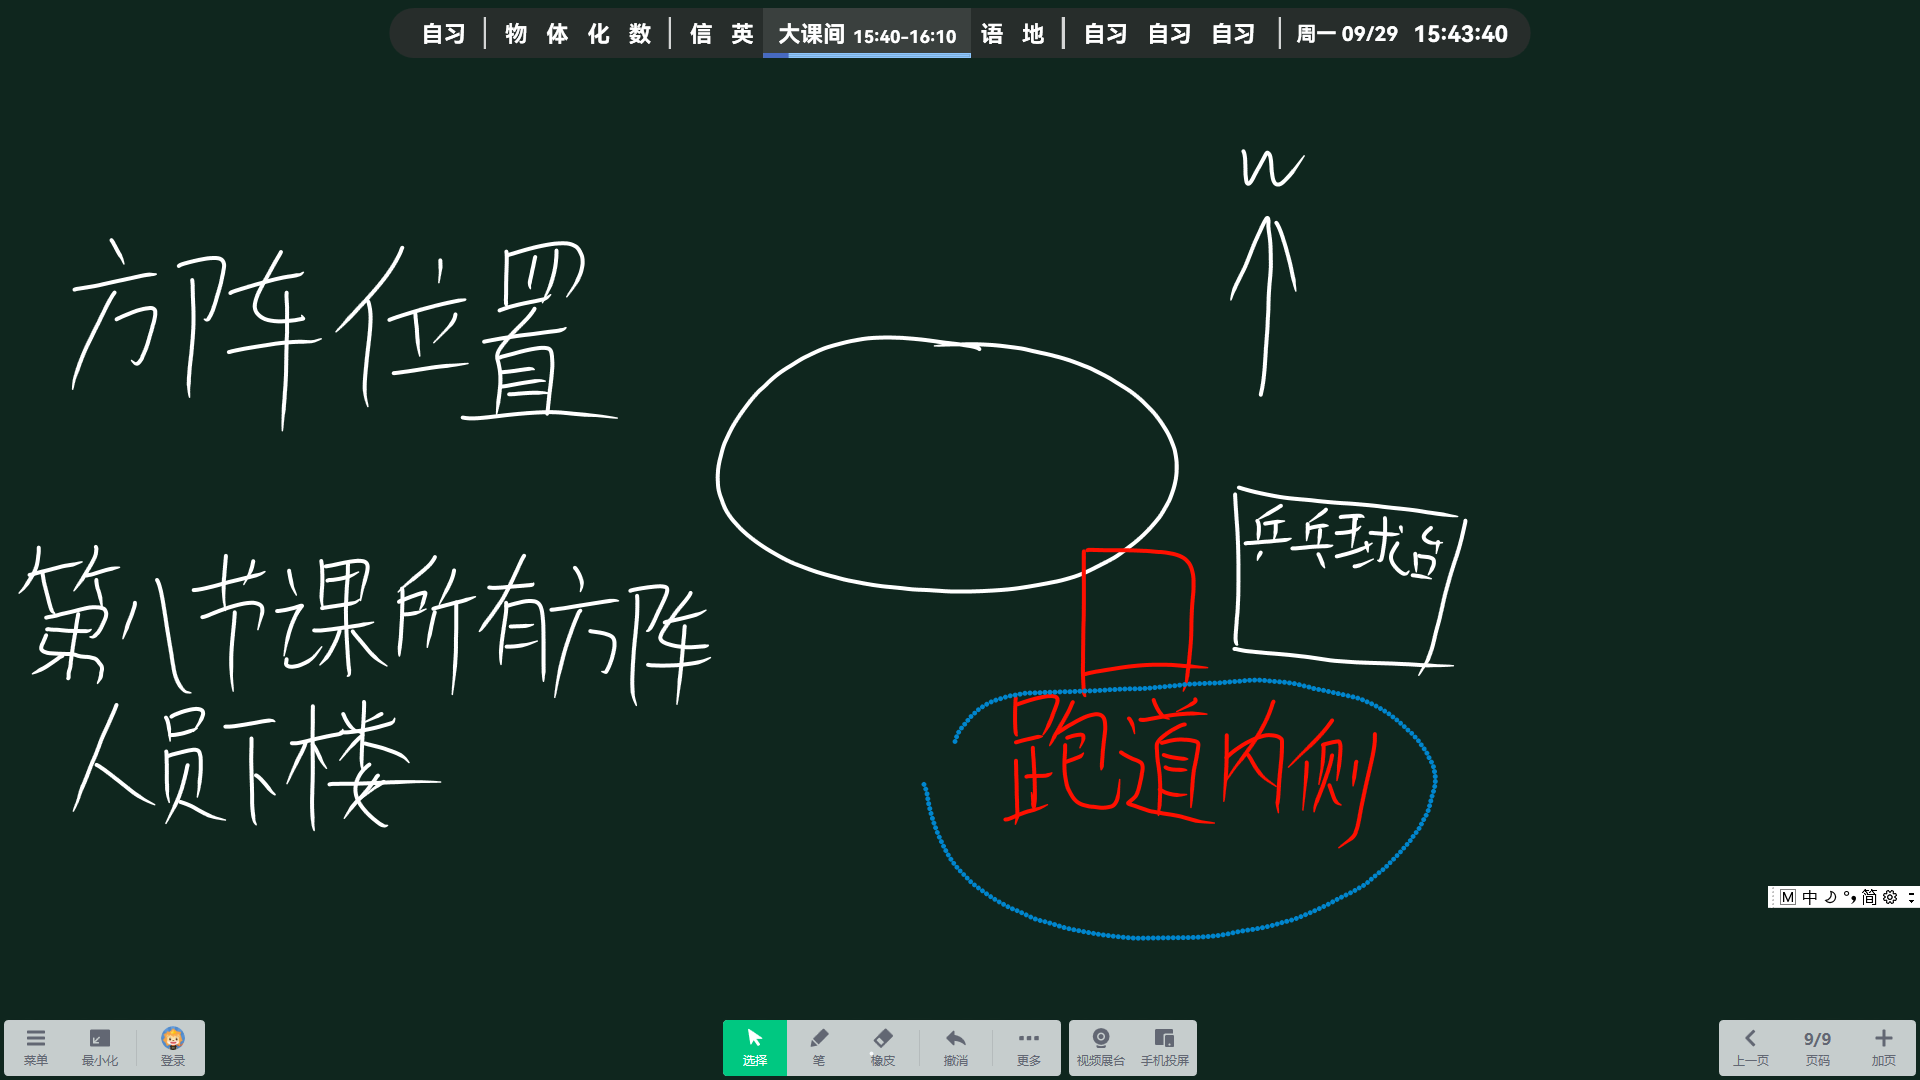 自习 | 物 体 化 数 | 信 英 大课间 15:40-16:10 语 地 | 自习 自习 自习 | 周一 09/29 15:43:40
方阵位置
第八节课所有方阵
人员下楼
乒乓球台
跑道内侧
M 中 简
菜单 最小化 登录 选择 笔 橡皮 撤消 更多 视频展台 手机投屏 上一页 9/9 页码 加页